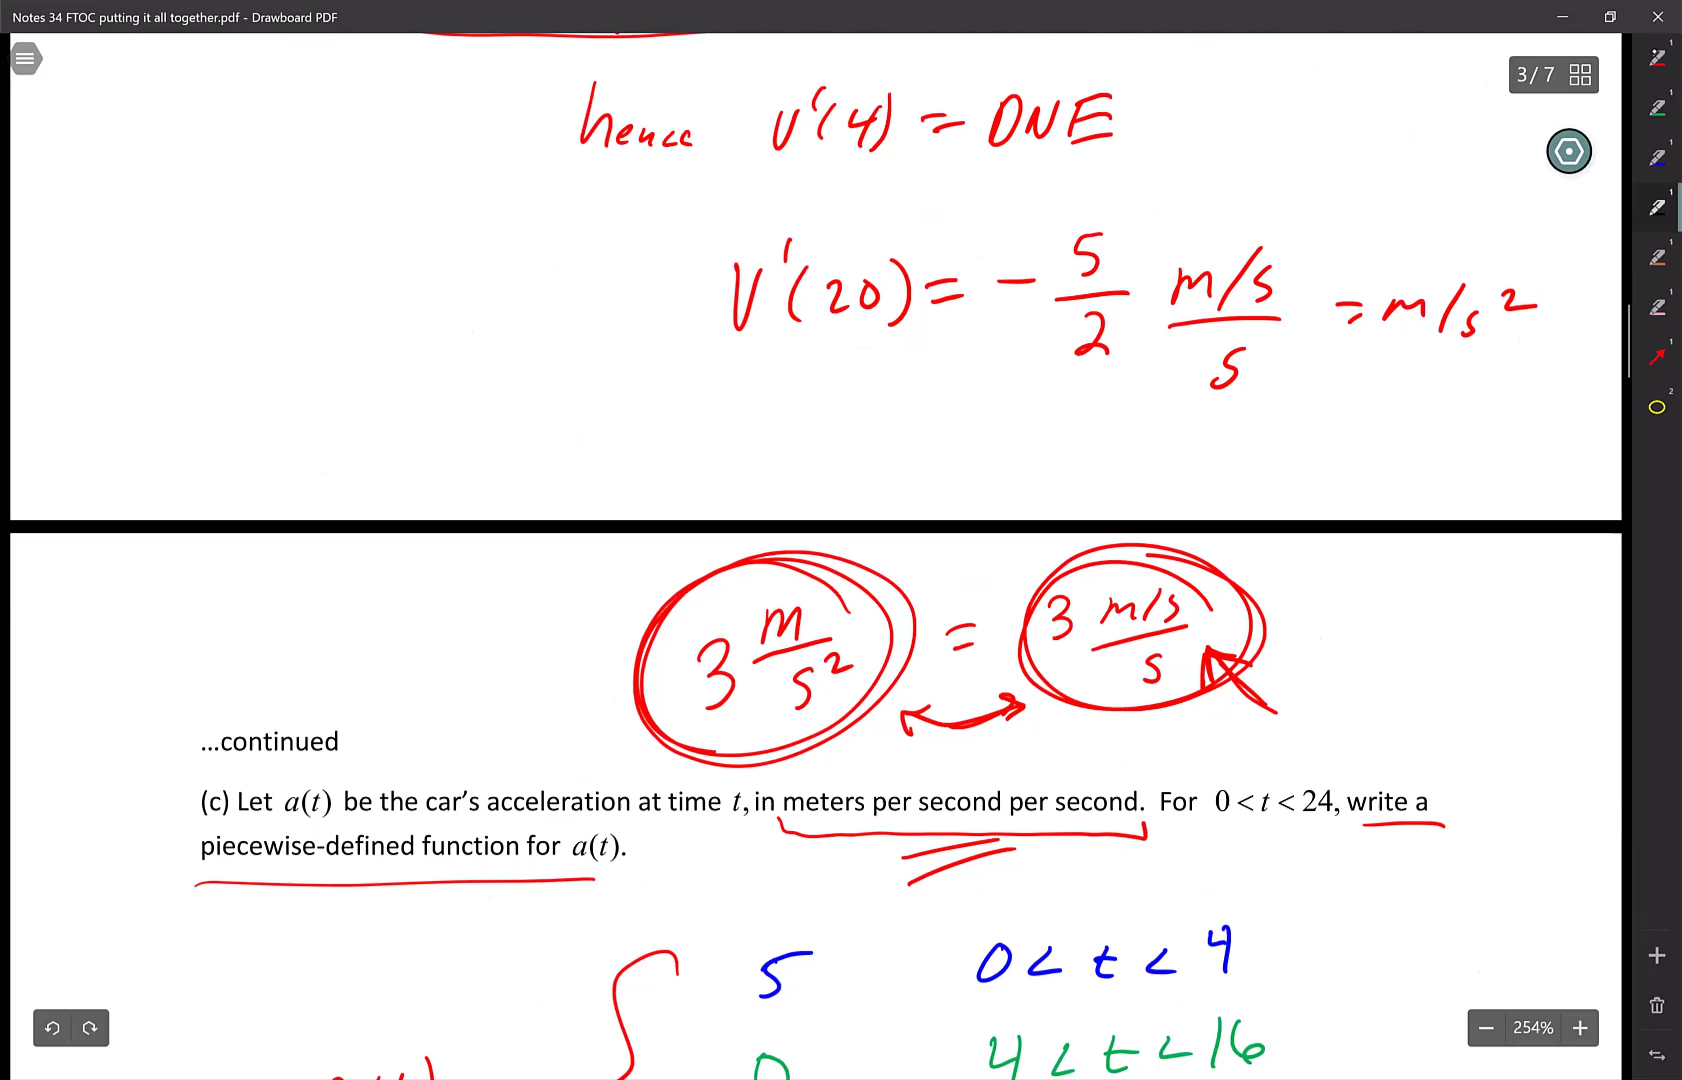 Notes 34 FTOC putting it all together.pdf - Drawboard PDF
3 / 7
hence v'(4) = DNE
v'(20) = - 5/2 m/s/s = m/s²
3 m/s² = 3 m/s/s
...continued
(c) Let a(t) be the car's acceleration at time t, in meters per second per second. For 0 < t < 24, write a
piecewise-defined function for a(t).
5 0 < t < 4
0 4 < t < 16
254%